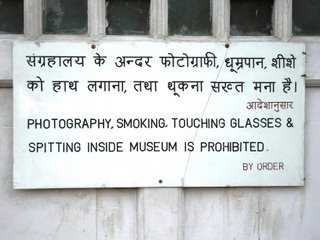 संग्रहालय के अन्दर फोटोग्राफी, धूम्रपान, शीशे
को हाथ लगाना, तथा थूकना सख्त मना है।
आदेशानुसार
PHOTOGRAPHY, SMOKING, TOUCHING GLASSES &
SPITTING INSIDE MUSEUM IS PROHIBITED.
BY ORDER